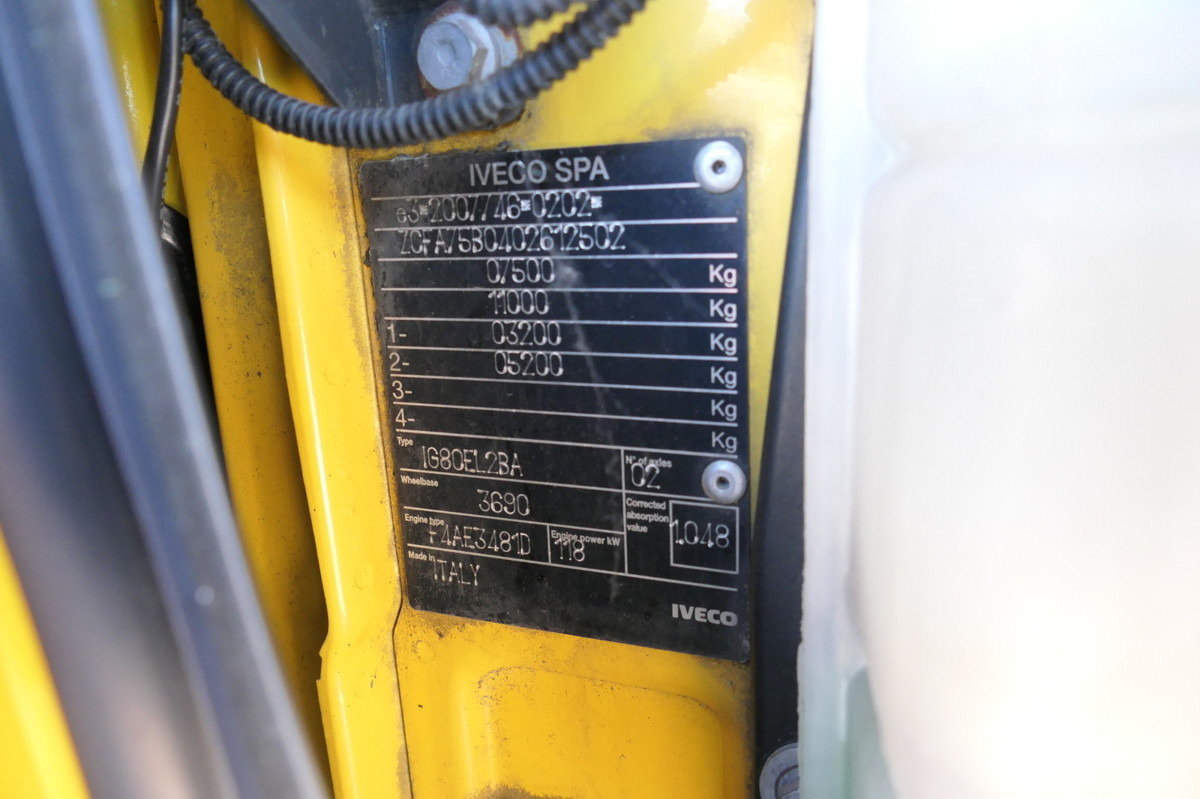 IVECO SPA
e3*2007/46*0202*
ZCFA75B0402612502
07500 Kg
11000 Kg
1- 03200 Kg
2- 05200 Kg
3- Kg
4- Kg
Type IG80EL2BA N° of axles 02
Wheelbase 3690
Corrected absorption value 1.048
Engine type F4AE3481D Engine power kW 118
Made in ITALY
IVECO